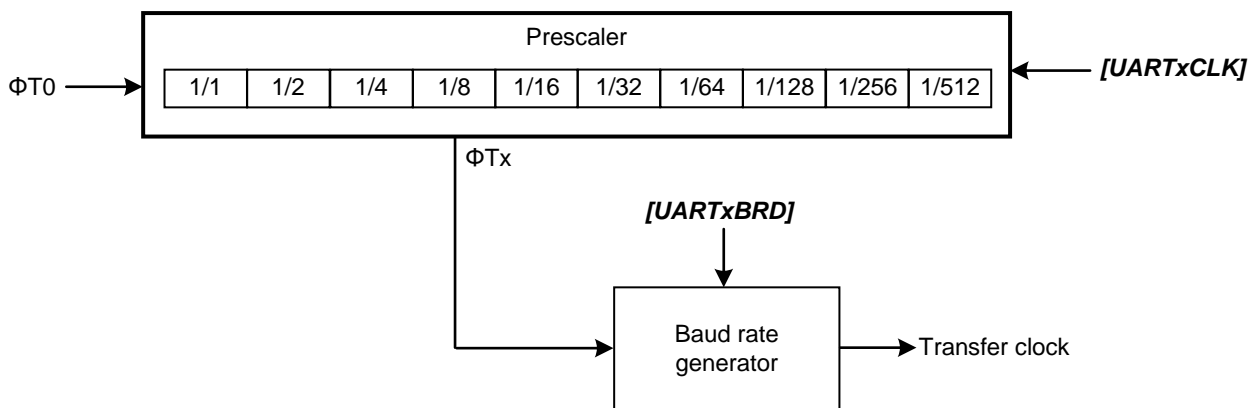 Prescaler
ΦT0
1/1 1/2 1/4 1/8 1/16 1/32 1/64 1/128 1/256 1/512
[UARTxCLK]
ΦTx
[UARTxBRD]
Baud rate
generator
Transfer clock